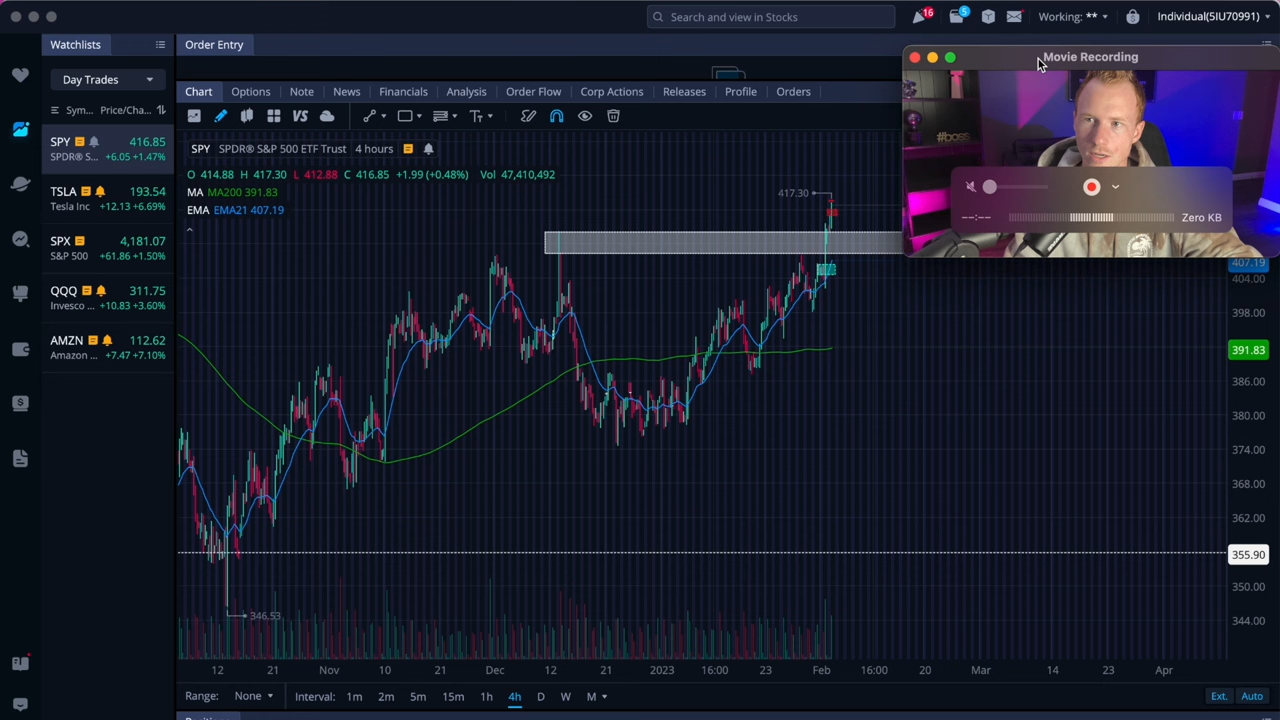 Search and view in Stocks
16
5
Working: **
Individual(5IU70991)
Watchlists
Order Entry
Movie Recording
Day Trades
Chart
Options
Note
News
Financials
Analysis
Order Flow
Corp Actions
Releases
Profile
Orders
Sym... Price/Cha...
VS
SPY 416.85
SPDR® S... +6.05 +1.47%
SPY SPDR® S&P 500 ETF Trust 4 hours
O 414.88 H 417.30 L 412.88 C 416.85 +1.99 (+0.48%) Vol 47,410,492
MA MA200 391.83
EMA EMA21 407.19
TSLA 193.54
Tesla Inc +12.13 +6.69%
SPX 4,181.07
S&P 500 +61.86 +1.50%
QQQ 311.75
Invesco ... +10.83 +3.60%
AMZN 112.62
Amazon ... +7.47 +7.10%
#boss
--:--
Zero KB
417.30
346.53
407.19
404.00
398.00
391.83
386.00
380.00
374.00
368.00
362.00
355.90
350.00
344.00
12 21 Nov 10 21 Dec 12 21 2023 16:00 23 Feb 16:00 20 Mar 14 23 Apr
Range: None Interval: 1m 2m 5m 15m 1h 4h D W M Ext. Auto